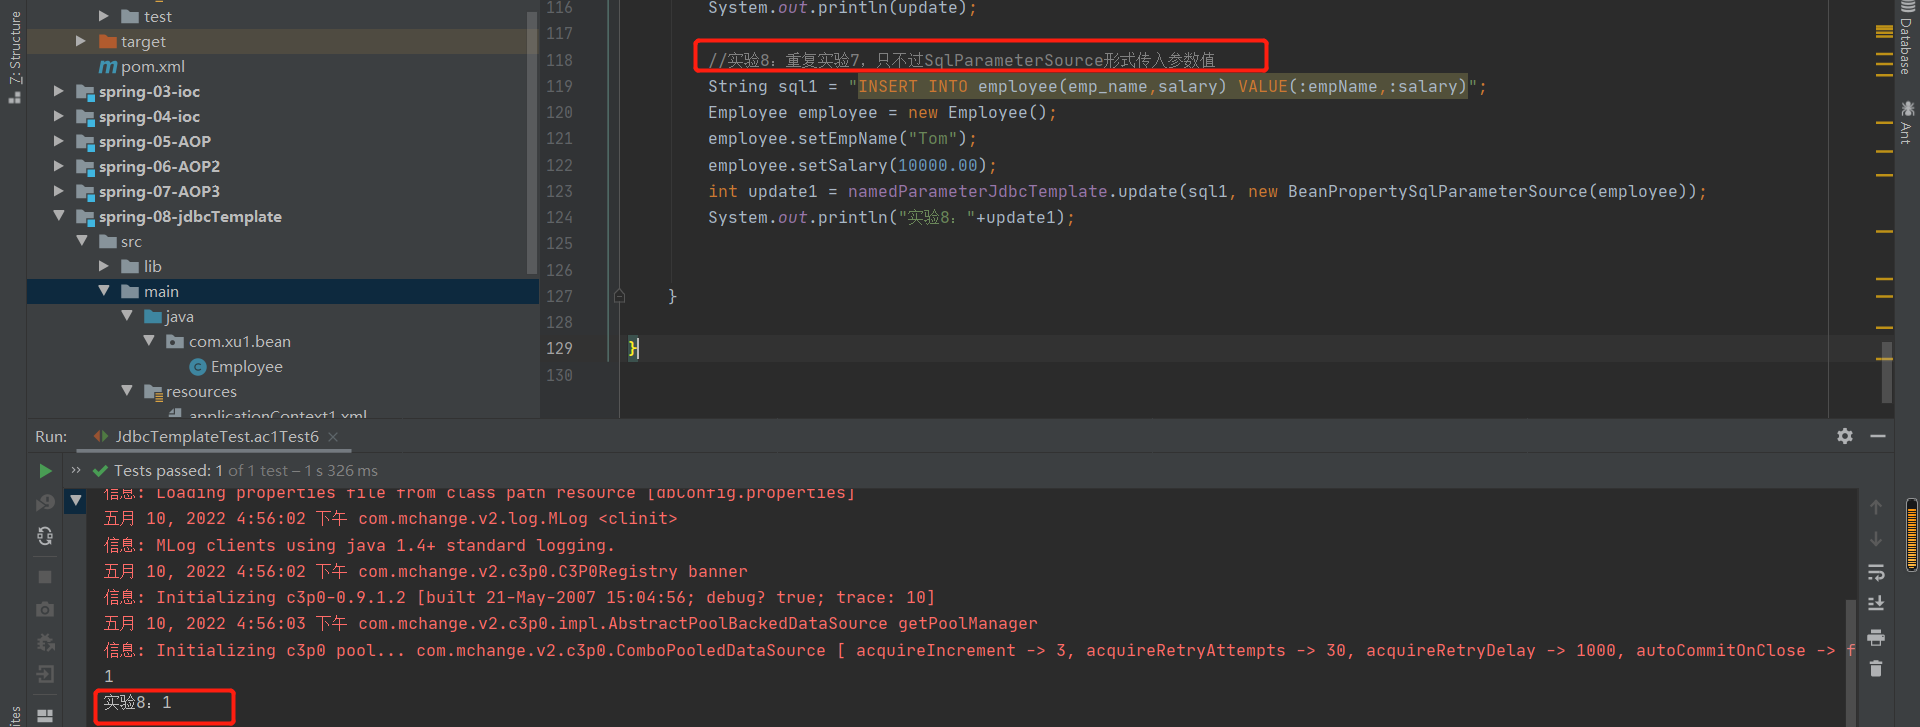 Z: Structure
test
target
pom.xml
spring-03-ioc
spring-04-ioc
spring-05-AOP
spring-06-AOP2
spring-07-AOP3
spring-08-jdbcTemplate
src
lib
main
java
com.xu1.bean
Employee
resources
applicationContext1.xml
116 System.out.println(update);
117
118 //实验8：重复实验7，只不过SqlParameterSource形式传入参数值
119 String sql1 = "INSERT INTO employee(emp_name,salary) VALUE(:empName,:salary)";
120 Employee employee = new Employee();
121 employee.setEmpName("Tom");
122 employee.setSalary(10000.00);
123 int update1 = namedParameterJdbcTemplate.update(sql1, new BeanPropertySqlParameterSource(employee));
124 System.out.println("实验8："+update1);
125
126
127 }
128
129 }
130
Database
Ant
Run: JdbcTemplateTest.ac1Test6
Tests passed: 1 of 1 test – 1 s 326 ms
信息: Loading properties file from class path resource [dbConfig.properties]
五月 10, 2022 4:56:02 下午 com.mchange.v2.log.MLog <clinit>
信息: MLog clients using java 1.4+ standard logging.
五月 10, 2022 4:56:02 下午 com.mchange.v2.c3p0.C3P0Registry banner
信息: Initializing c3p0-0.9.1.2 [built 21-May-2007 15:04:56; debug? true; trace: 10]
五月 10, 2022 4:56:03 下午 com.mchange.v2.c3p0.impl.AbstractPoolBackedDataSource getPoolManager
信息: Initializing c3p0 pool... com.mchange.v2.c3p0.ComboPooledDataSource [ acquireIncrement -> 3, acquireRetryAttempts -> 30, acquireRetryDelay -> 1000, autoCommitOnClose -> f
1
实验8：1